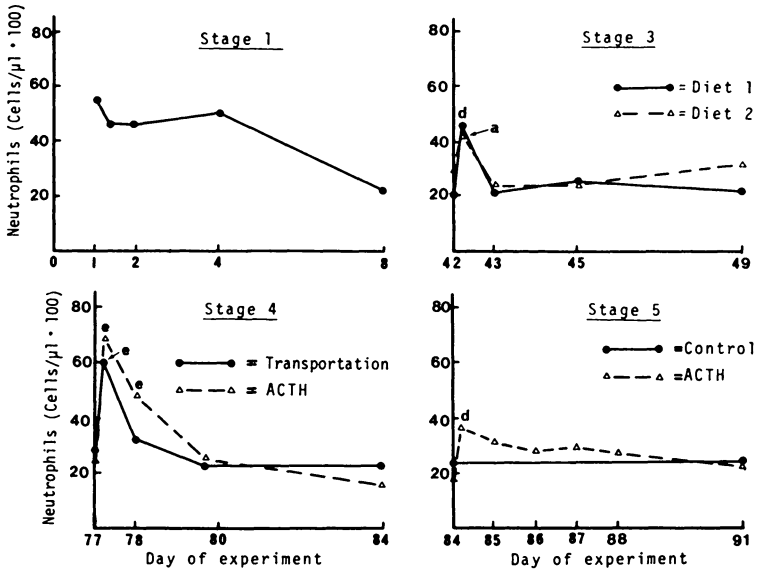 Stage 1
Neutrophils (Cells/µl · 100)
80
60
40
20
0 1 2 4 8
Stage 3
80
60
40
20
d
a
= Diet 1
= Diet 2
42 43 45 49
Stage 4
Neutrophils (Cells/µl · 100)
80
60
40
20
e
e
e
= Transportation
= ACTH
77 78 80 84
Day of experiment
Stage 5
80
60
40
20
d
=Control
=ACTH
84 85 86 87 88 91
Day of experiment